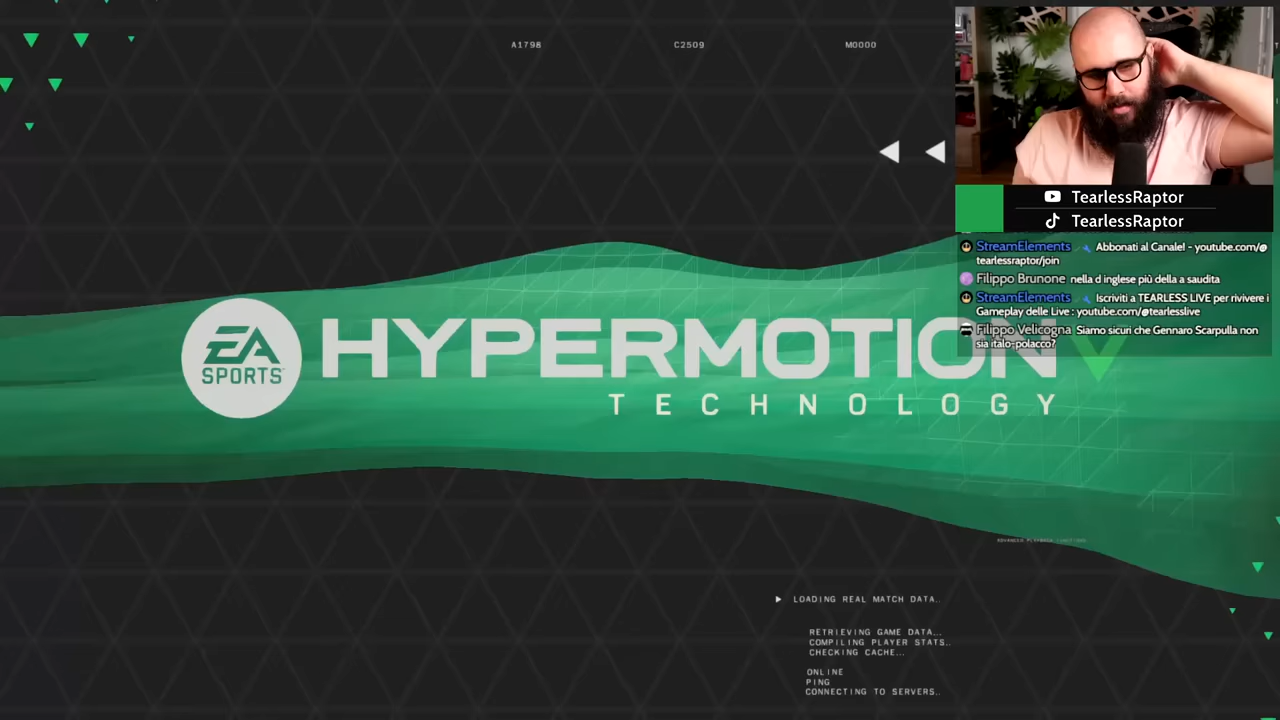 A1798 C2509 M0000
TearlessRaptor
TearlessRaptor
StreamElements Abbonati al Canale! - youtube.com/@
tearlessraptor/join
Filippo Brunone nella d inglese più della a saudita
StreamElements Iscriviti a TEARLESS LIVE per rivivere i
Gameplay delle Live : youtube.com/@tearlesslive
Filippo Velicogna Siamo sicuri che Gennaro Scarpulla non
sia italo-polacco?
EA
SPORTS
HYPERMOTION V
TECHNOLOGY
LOADING REAL MATCH DATA..
RETRIEVING GAME DATA...
COMPILING PLAYER STATS..
CHECKING CACHE...
ONLINE
PING
CONNECTING TO SERVERS..